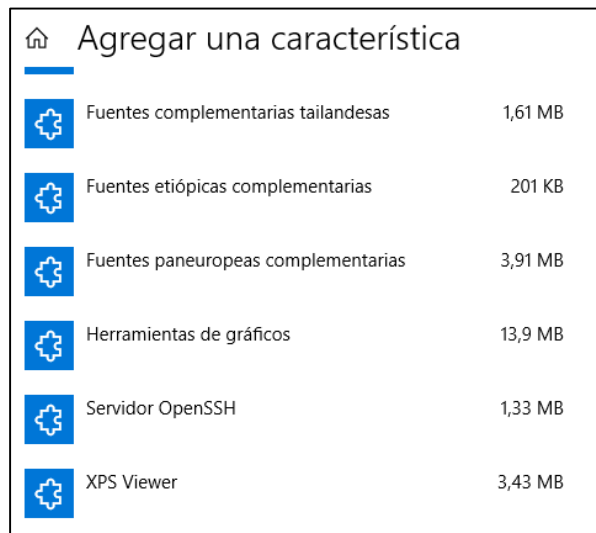 Agregar una característica
Fuentes complementarias tailandesas 1,61 MB
Fuentes etiópicas complementarias 201 KB
Fuentes paneuropeas complementarias 3,91 MB
Herramientas de gráficos 13,9 MB
Servidor OpenSSH 1,33 MB
XPS Viewer 3,43 MB